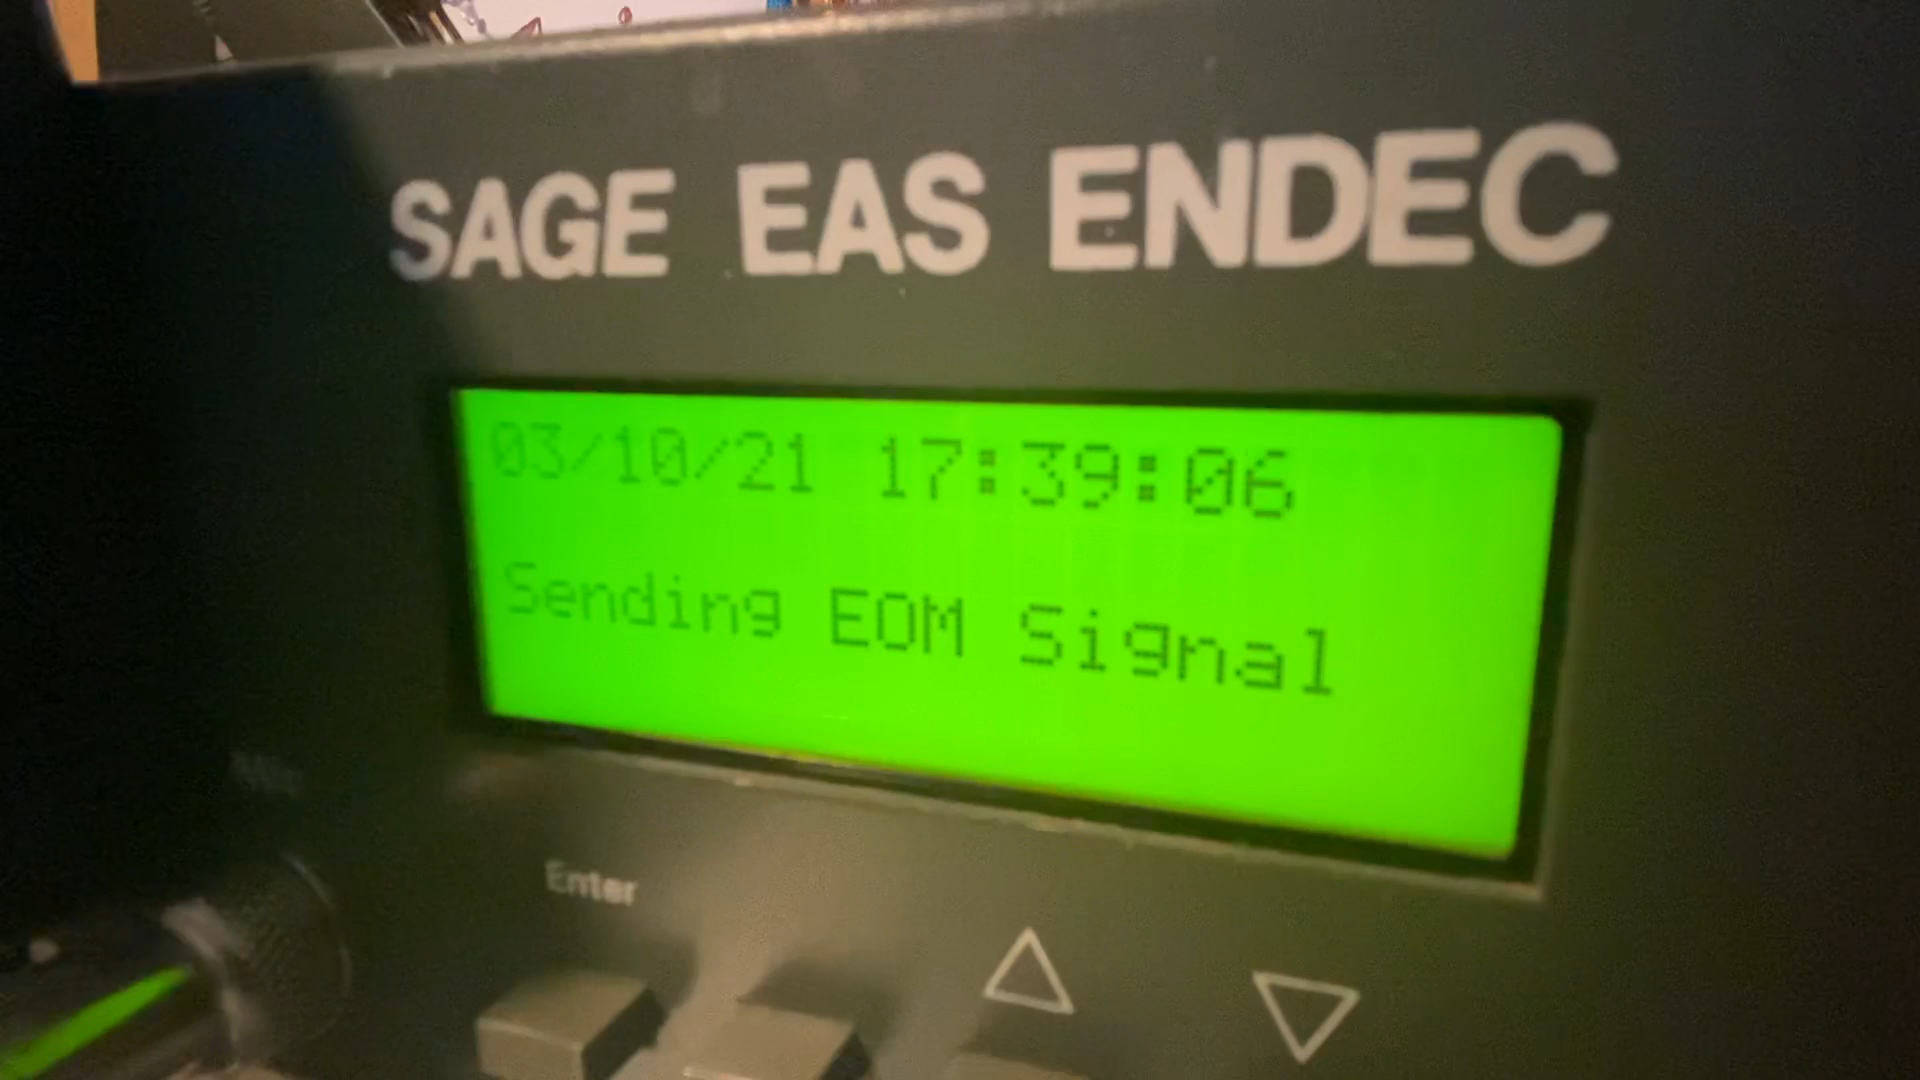 SAGE EAS ENDEC
03/10/21 17:39:06
Sending EOM Signal
Enter